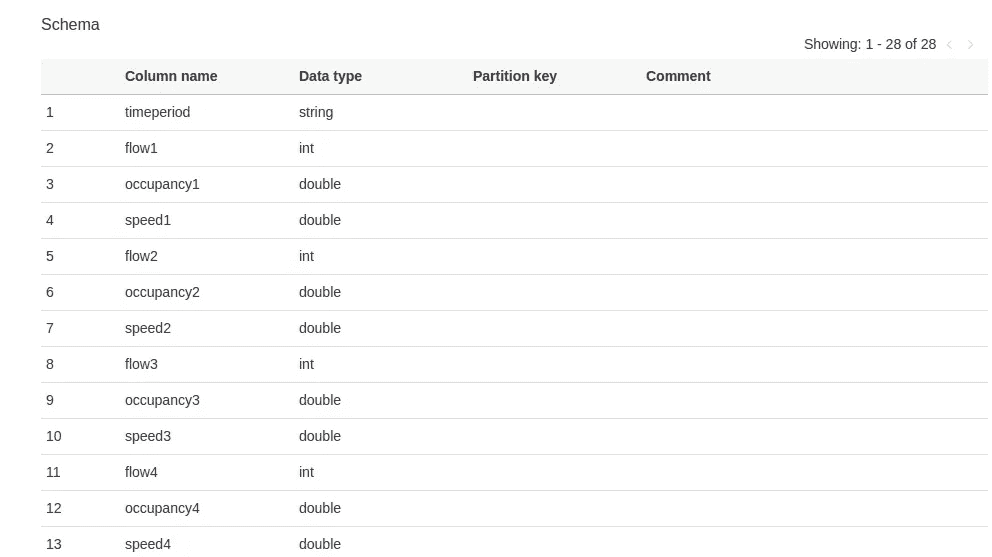 Schema
Showing: 1 - 28 of 28
Column name Data type Partition key Comment
1 timeperiod string
2 flow1 int
3 occupancy1 double
4 speed1 double
5 flow2 int
6 occupancy2 double
7 speed2 double
8 flow3 int
9 occupancy3 double
10 speed3 double
11 flow4 int
12 occupancy4 double
13 speed4 double